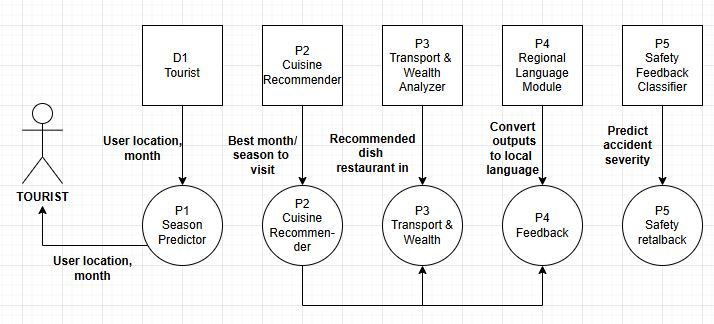 D1
Tourist
P2
Cuisine
Recommender
P3
Transport &
Wealth
Analyzer
P4
Regional
Language
Module
P5
Safety
Feedback
Classifier
User location,
month
Best month/
season to
visit
Recommended
dish
restaurant in
Convert
outputs
to local
language
Predict
accident
severity
TOURIST
P1
Season
Predictor
P2
Cuisine
Recommen-
der
P3
Transport &
Wealth
P4
Feedback
P5
Safety
retalback
User location,
month